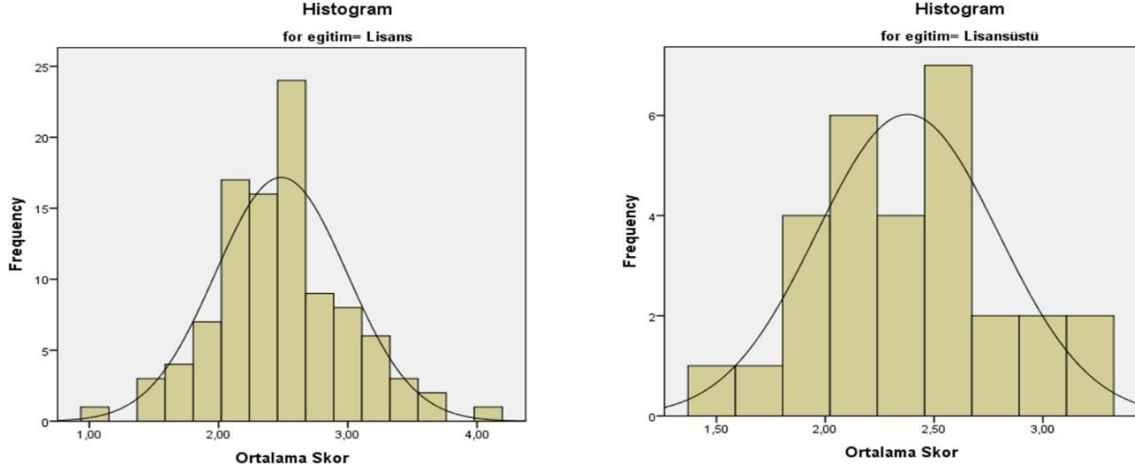 Histogram
for egitim= Lisans
25
20
15
10
5
0
Frequency
1,00 2,00 3,00 4,00
Ortalama Skor
Histogram
for egitim= Lisansüstü
6
4
2
0
Frequency
1,50 2,00 2,50 3,00
Ortalama Skor